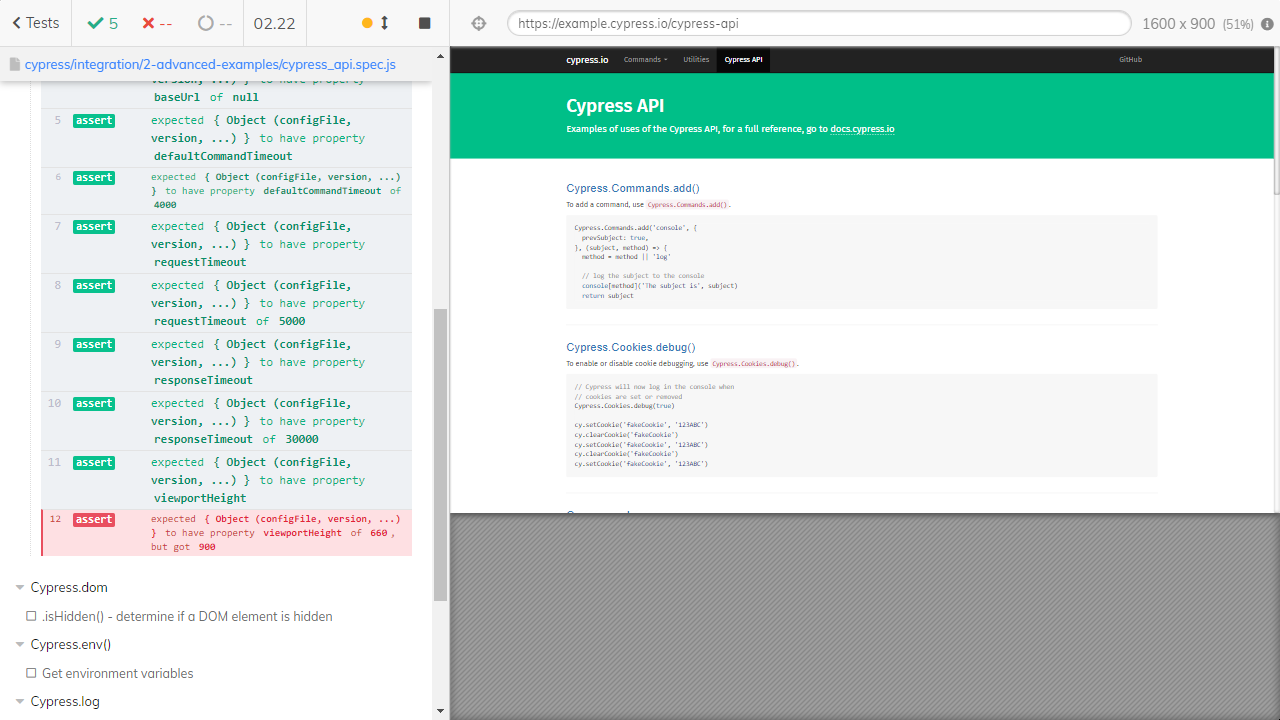 Tests
5
--
--
02.22
cypress/integration/2-advanced-examples/cypress_api.spec.js
version, ...) } to have property
baseUrl of null
5 assert expected { Object (configFile,
version, ...) } to have property
defaultCommandTimeout
6 assert expected { Object (configFile, version, ...)
} to have property defaultCommandTimeout of
4000
7 assert expected { Object (configFile,
version, ...) } to have property
requestTimeout
8 assert expected { Object (configFile,
version, ...) } to have property
requestTimeout of 5000
9 assert expected { Object (configFile,
version, ...) } to have property
responseTimeout
10 assert expected { Object (configFile,
version, ...) } to have property
responseTimeout of 30000
11 assert expected { Object (configFile,
version, ...) } to have property
viewportHeight
12 assert expected { Object (configFile, version, ...)
} to have property viewportHeight of 660,
but got 900
Cypress.dom
.isHidden() - determine if a DOM element is hidden
Cypress.env()
Get environment variables
Cypress.log
https://example.cypress.io/cypress-api
1600 x 900 (51%)
cypress.io Commands Utilities Cypress API GitHub
Cypress API
Examples of uses of the Cypress API, for a full reference, go to docs.cypress.io
Cypress.Commands.add()
To add a command, use Cypress.Commands.add().
Cypress.Commands.add('console', {
prevSubject: true,
}, (subject, method) => {
method = method || 'log'
// log the subject to the console
console[method]('The subject is', subject)
return subject
Cypress.Cookies.debug()
To enable or disable cookie debugging, use Cypress.Cookies.debug().
// Cypress will now log in the console when
// cookies are set or removed
Cypress.Cookies.debug(true)
cy.setCookie('fakeCookie', '123ABC')
cy.clearCookie('fakeCookie')
cy.setCookie('fakeCookie', '123ABC')
cy.clearCookie('fakeCookie')
cy.setCookie('fakeCookie', '123ABC')